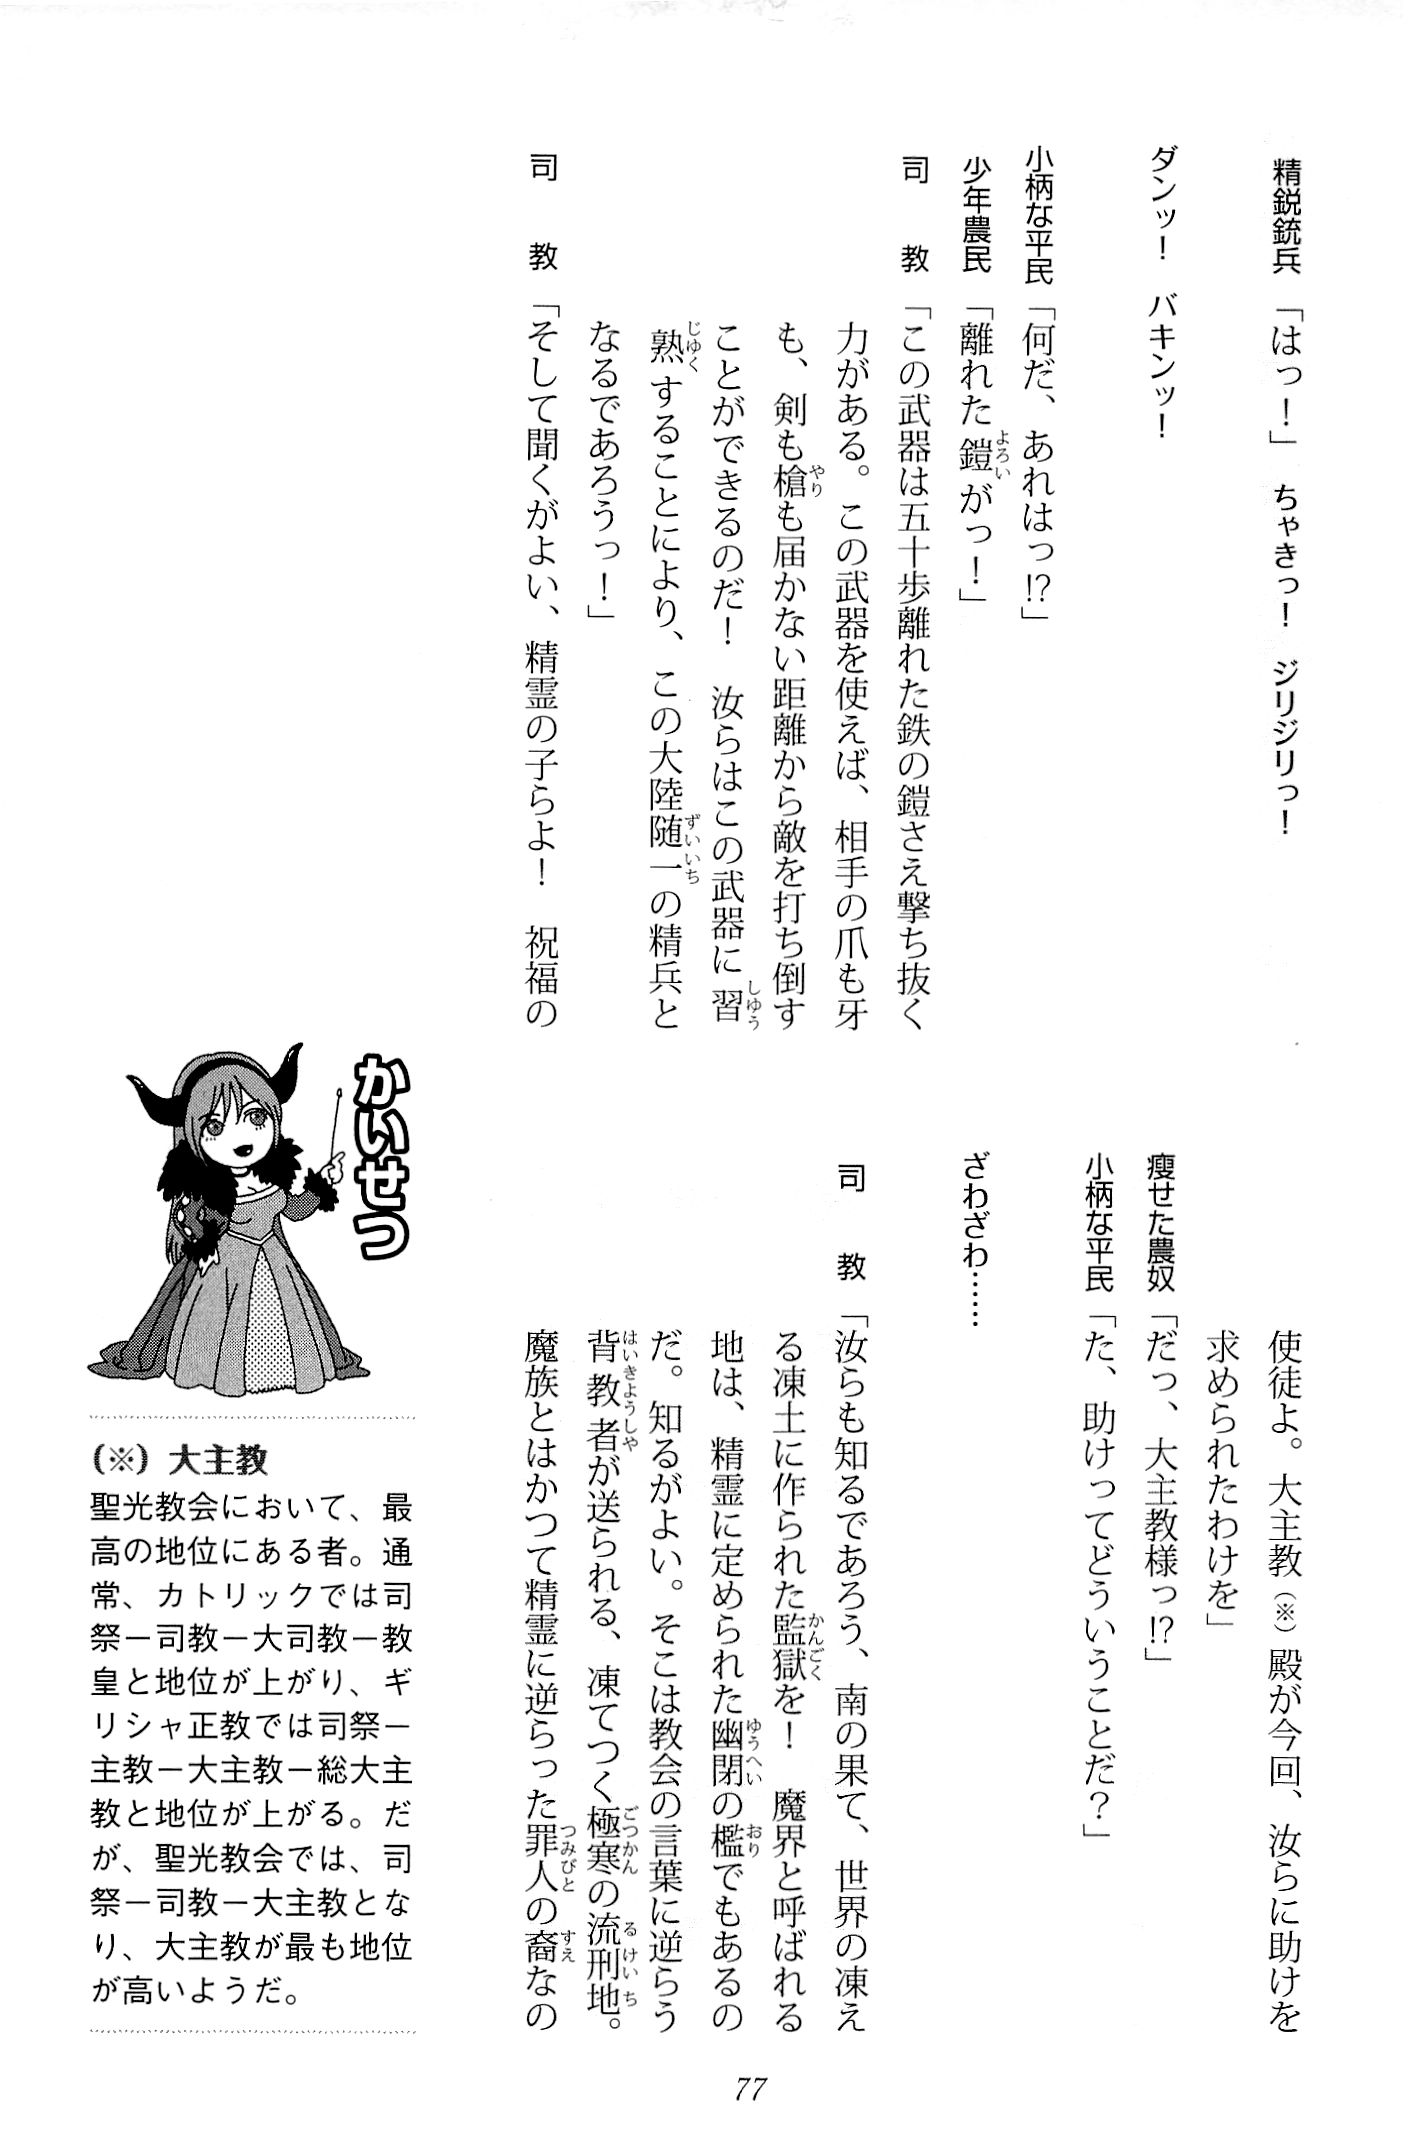 精鋭銃兵「はっ！」　ちゃきっ！　ジリジリっ！
ダンッ！　バキンッ！
小柄な平民「何だ、あれはっ!?」
少年農民「離れた鎧がっ！」
司　教「この武器は五十歩離れた鉄の鎧さえ撃ち抜く
力がある。この武器を使えば、相手の爪も牙
も、剣も槍も届かない距離から敵を打ち倒す
ことができるのだ！　汝らはこの武器に習
熟することにより、この大陸随一の精兵と
なるであろうっ！」
司　教「そして聞くがよい、精霊の子らよ！　祝福の
使徒よ。大主教（※）殿が今回、汝らに助けを
求められたわけを」
痩せた農奴「だっ、大主教様っ!?」
小柄な平民「た、助けってどういうことだ？」
ざわざわ……
司　教「汝らも知るであろう、南の果て、世界の凍え
る凍土に作られた監獄を！　魔界と呼ばれる
地は、精霊に定められた幽閉の檻でもあるの
だ。知るがよい。そこは教会の言葉に逆らう
背教者が送られる、凍てつく極寒の流刑地。
魔族とはかつて精霊に逆らった罪人の裔なの
かいせつ
（※）大主教
聖光教会において、最
高の地位にある者。通
常、カトリックでは司
祭－司教－大司教－教
皇と地位が上がり、ギ
リシャ正教では司祭－
主教－大主教－総大主
教と地位が上がる。だ
が、聖光教会では、司
祭－司教－大主教とな
り、大主教が最も地位
が高いようだ。
77